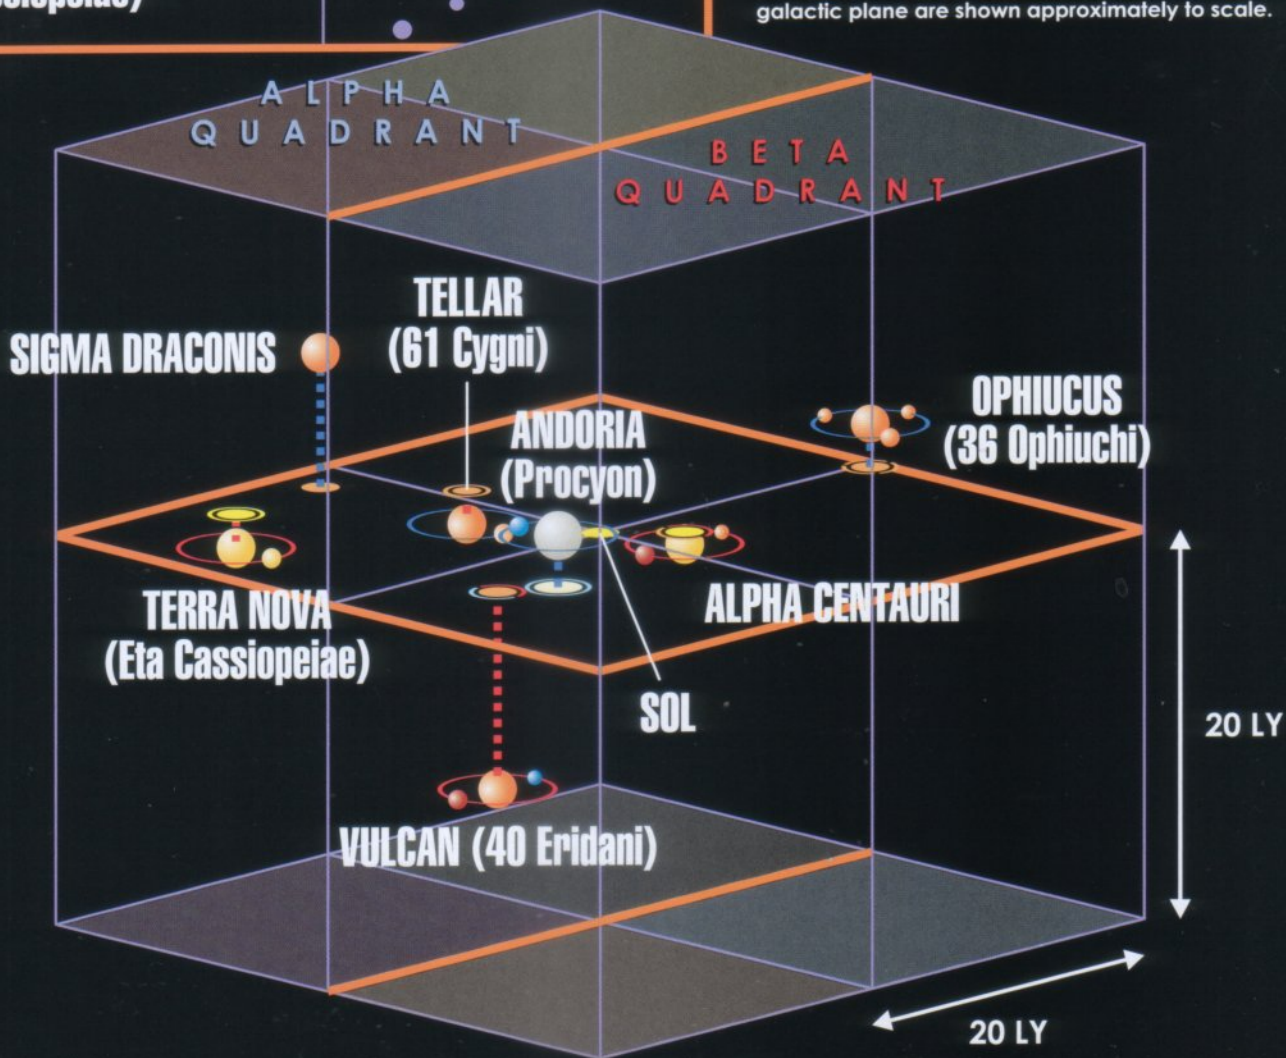 galactic plane are shown approximately to scale.
ALPHA
QUADRANT
BETA
QUADRANT
TELLAR
(61 Cygni)
SIGMA DRACONIS
OPHIUCUS
(36 Ophiuchi)
ANDORIA
(Procyon)
TERRA NOVA
(Eta Cassiopeiae)
ALPHA CENTAURI
SOL
20 LY
VULCAN (40 Eridani)
20 LY